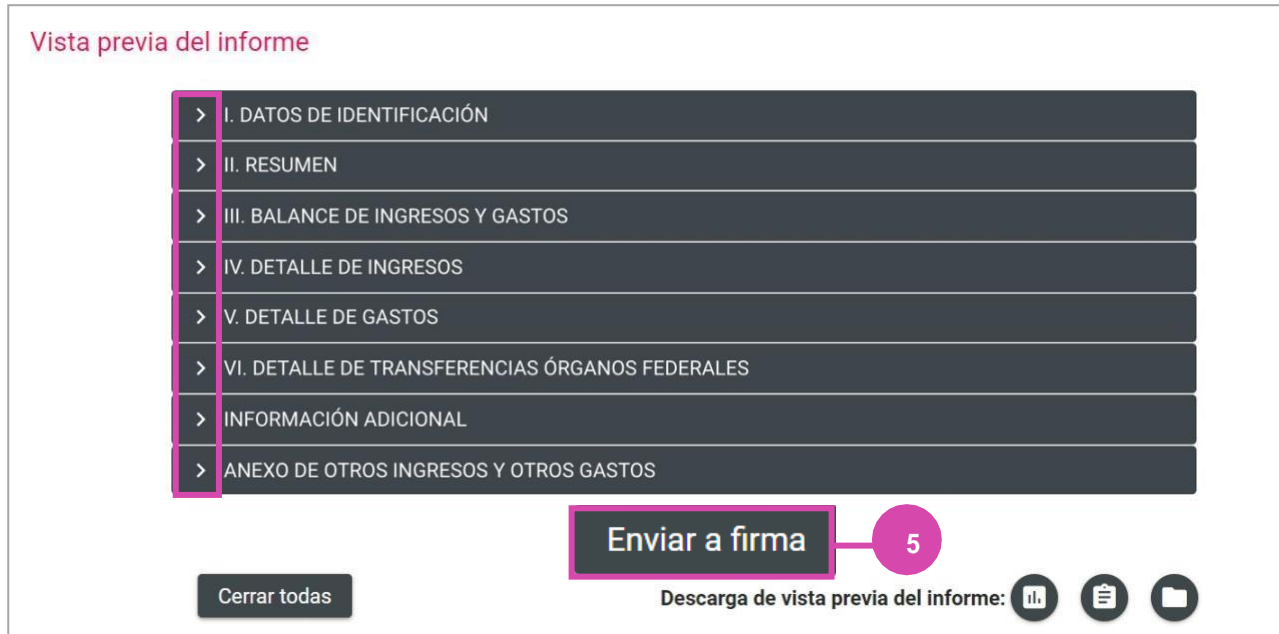 Vista previa del informe
I. DATOS DE IDENTIFICACIÓN
II. RESUMEN
III. BALANCE DE INGRESOS Y GASTOS
IV. DETALLE DE INGRESOS
V. DETALLE DE GASTOS
VI. DETALLE DE TRANSFERENCIAS ÓRGANOS FEDERALES
INFORMACIÓN ADICIONAL
ANEXO DE OTROS INGRESOS Y OTROS GASTOS
Enviar a firma 5
Cerrar todas Descarga de vista previa del informe: